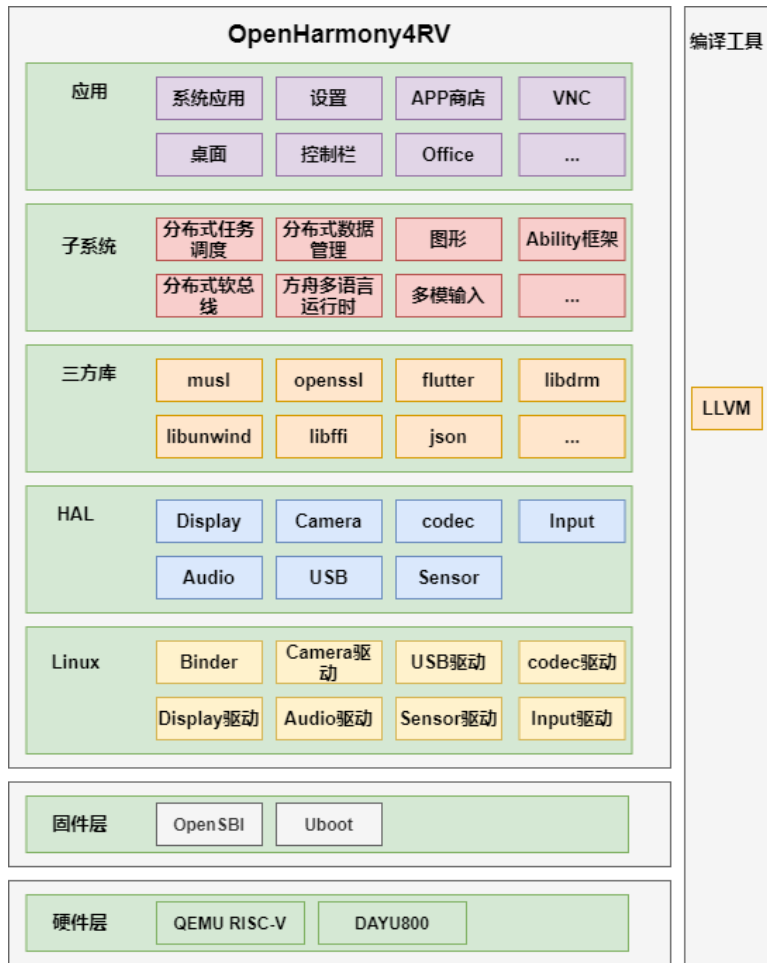 OpenHarmony4RV
编译工具
应用
系统应用
设置
APP商店
VNC
桌面
控制栏
Office
...
子系统
分布式任务
调度
分布式数据
管理
图形
Ability框架
分布式软总
线
方舟多语言
运行时
多模输入
...
三方库
musl
openssl
flutter
libdrm
libunwind
libffi
json
...
LLVM
HAL
Display
Camera
codec
Input
Audio
USB
Sensor
Linux
Binder
Camera驱
动
USB驱动
codec驱动
Display驱动
Audio驱动
Sensor驱动
Input驱动
固件层
OpenSBI
Uboot
硬件层
QEMU RISC-V
DAYU800